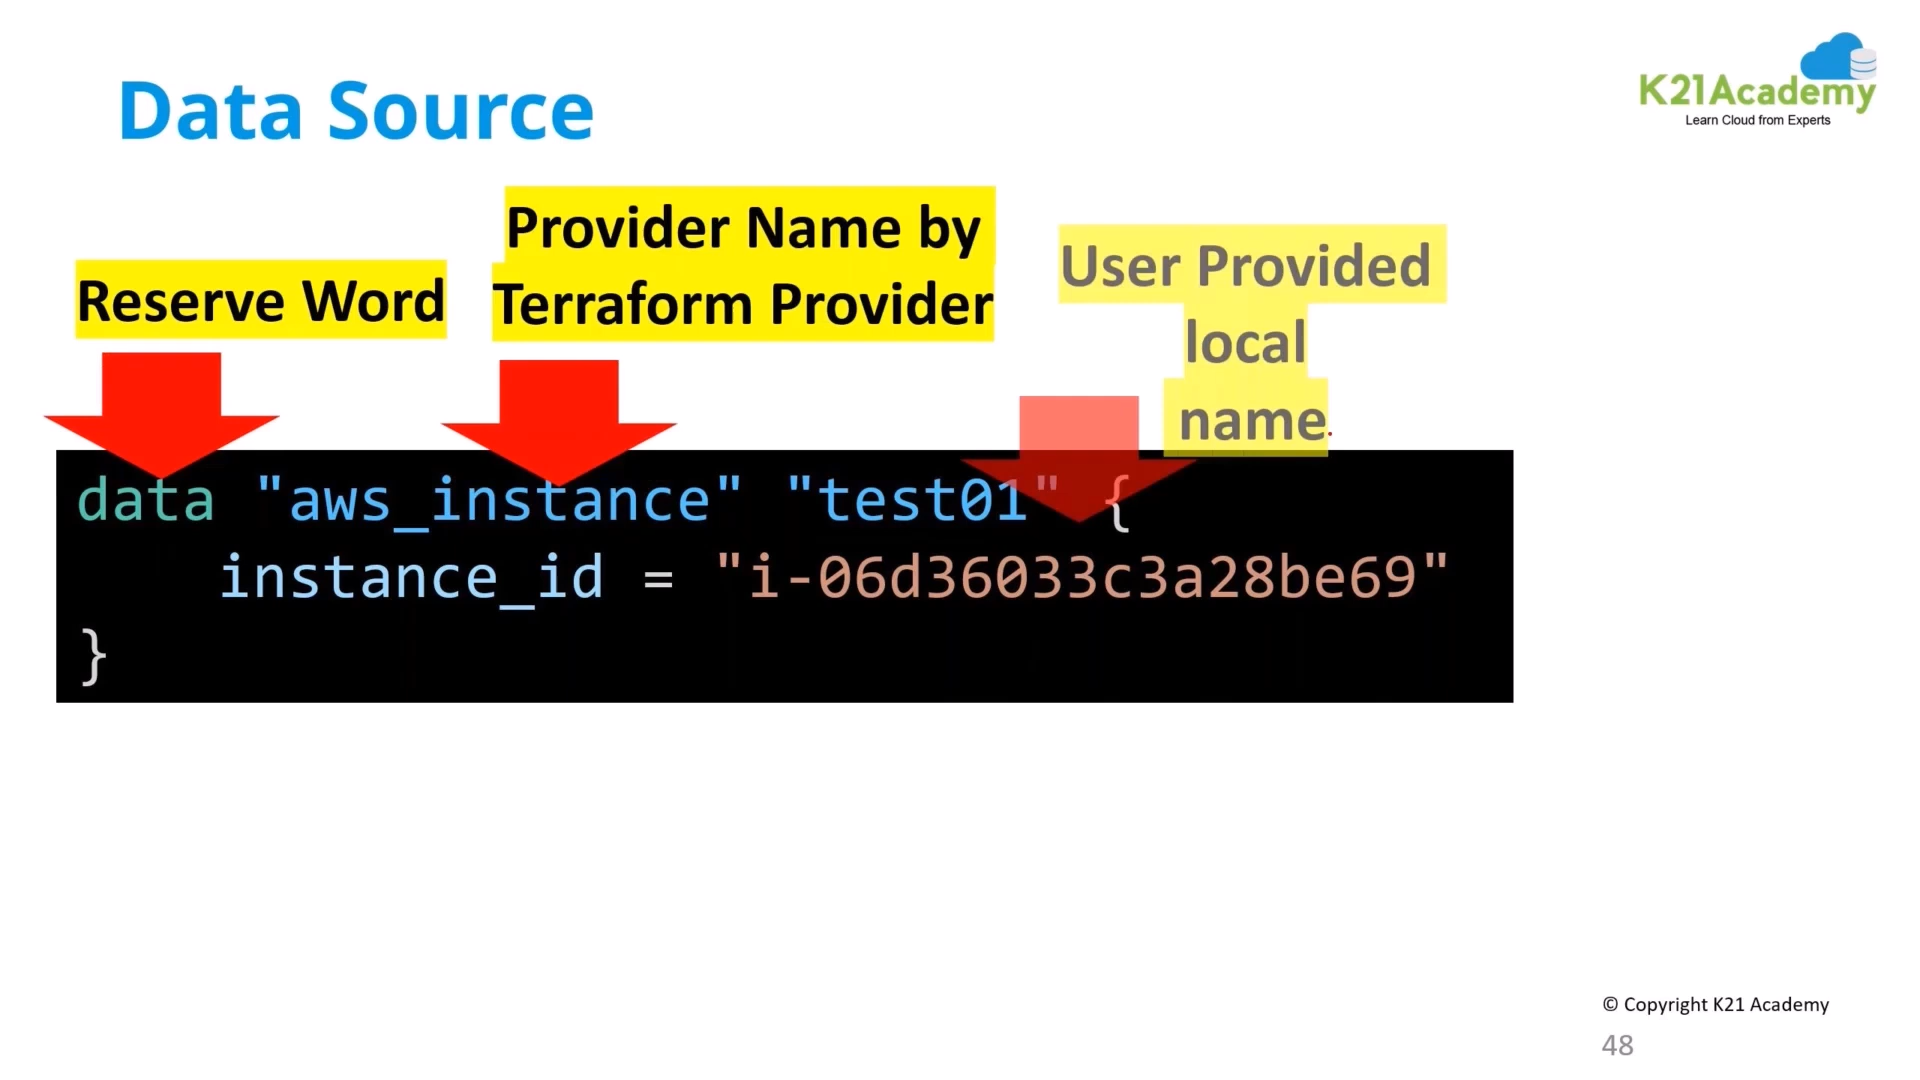 Data Source
K21Academy
Learn Cloud from Experts
Reserve Word
Provider Name by
Terraform Provider
User Provided
local
name
data "aws_instance" "test01" {
instance_id = "i-06d36033c3a28be69"
}
© Copyright K21 Academy
48